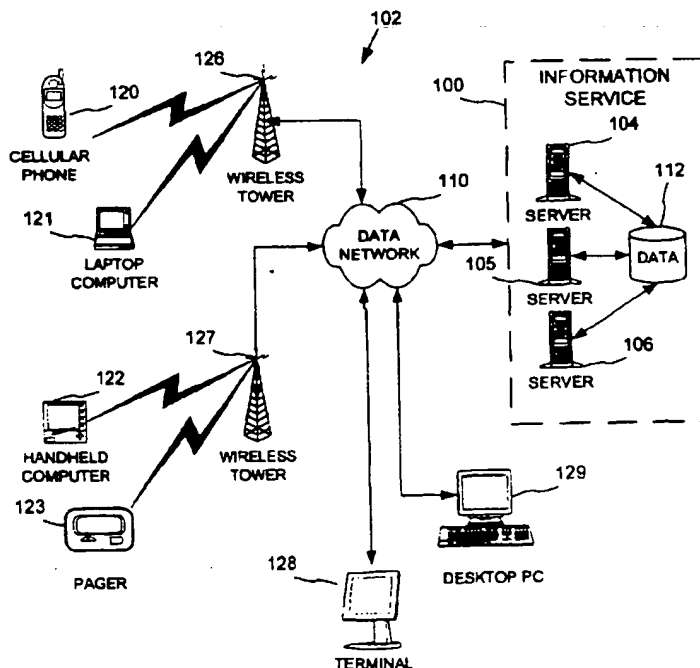 102
126
120
CELLULAR
PHONE
WIRELESS
TOWER
121
LAPTOP
COMPUTER
110
DATA
NETWORK
100
INFORMATION
SERVICE
104
SERVER
112
DATA
105
SERVER
106
SERVER
127
122
HANDHELD
COMPUTER
WIRELESS
TOWER
123
PAGER
129
DESKTOP PC
128
TERMINAL